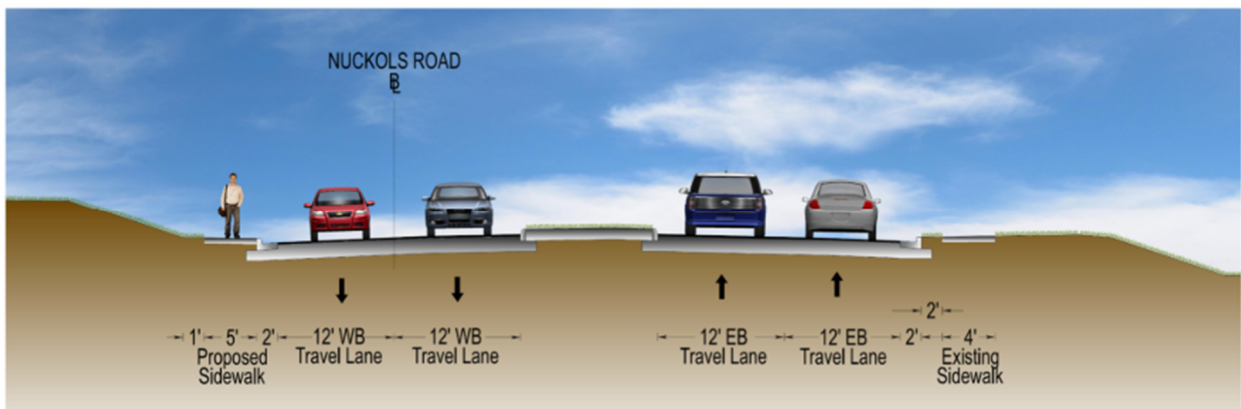 NUCKOLS ROAD
BL
2'
1' 5' 2' 12' WB 12' WB 12' EB 12' EB 2' 4'
Proposed Travel Lane Travel Lane Travel Lane Travel Lane Existing
Sidewalk Sidewalk